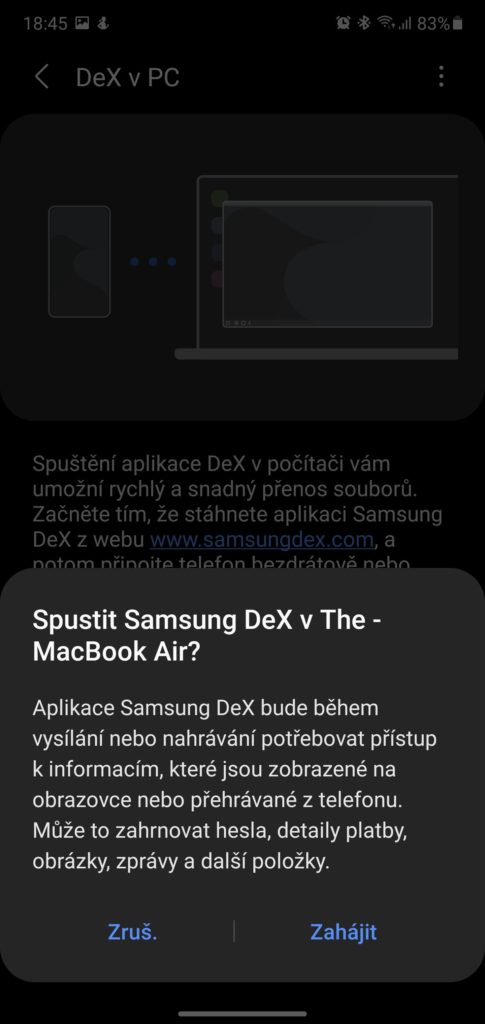 18:45
83%
DeX v PC
Spuštění aplikace DeX v počítači vám
umožní rychlý a snadný přenos souborů.
Začněte tím, že stáhnete aplikaci Samsung
DeX z webu www.samsungdex.com, a
potom připojte telefon bezdrátově nebo
Spustit Samsung DeX v The -
MacBook Air?
Aplikace Samsung DeX bude během
vysílání nebo nahrávání potřebovat přístup
k informacím, které jsou zobrazené na
obrazovce nebo přehrávané z telefonu.
Může to zahrnovat hesla, detaily platby,
obrázky, zprávy a další položky.
Zruš.
Zahájit